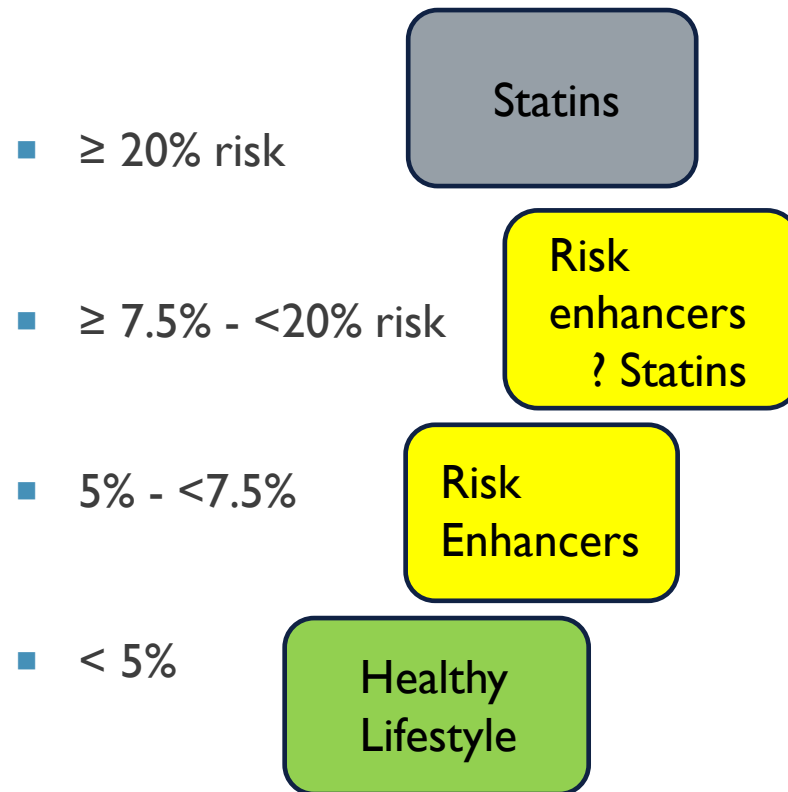 Statins
≥ 20% risk
Risk
enhancers
? Statins
≥ 7.5% - <20% risk
Risk
Enhancers
5% - <7.5%
< 5%
Healthy
Lifestyle